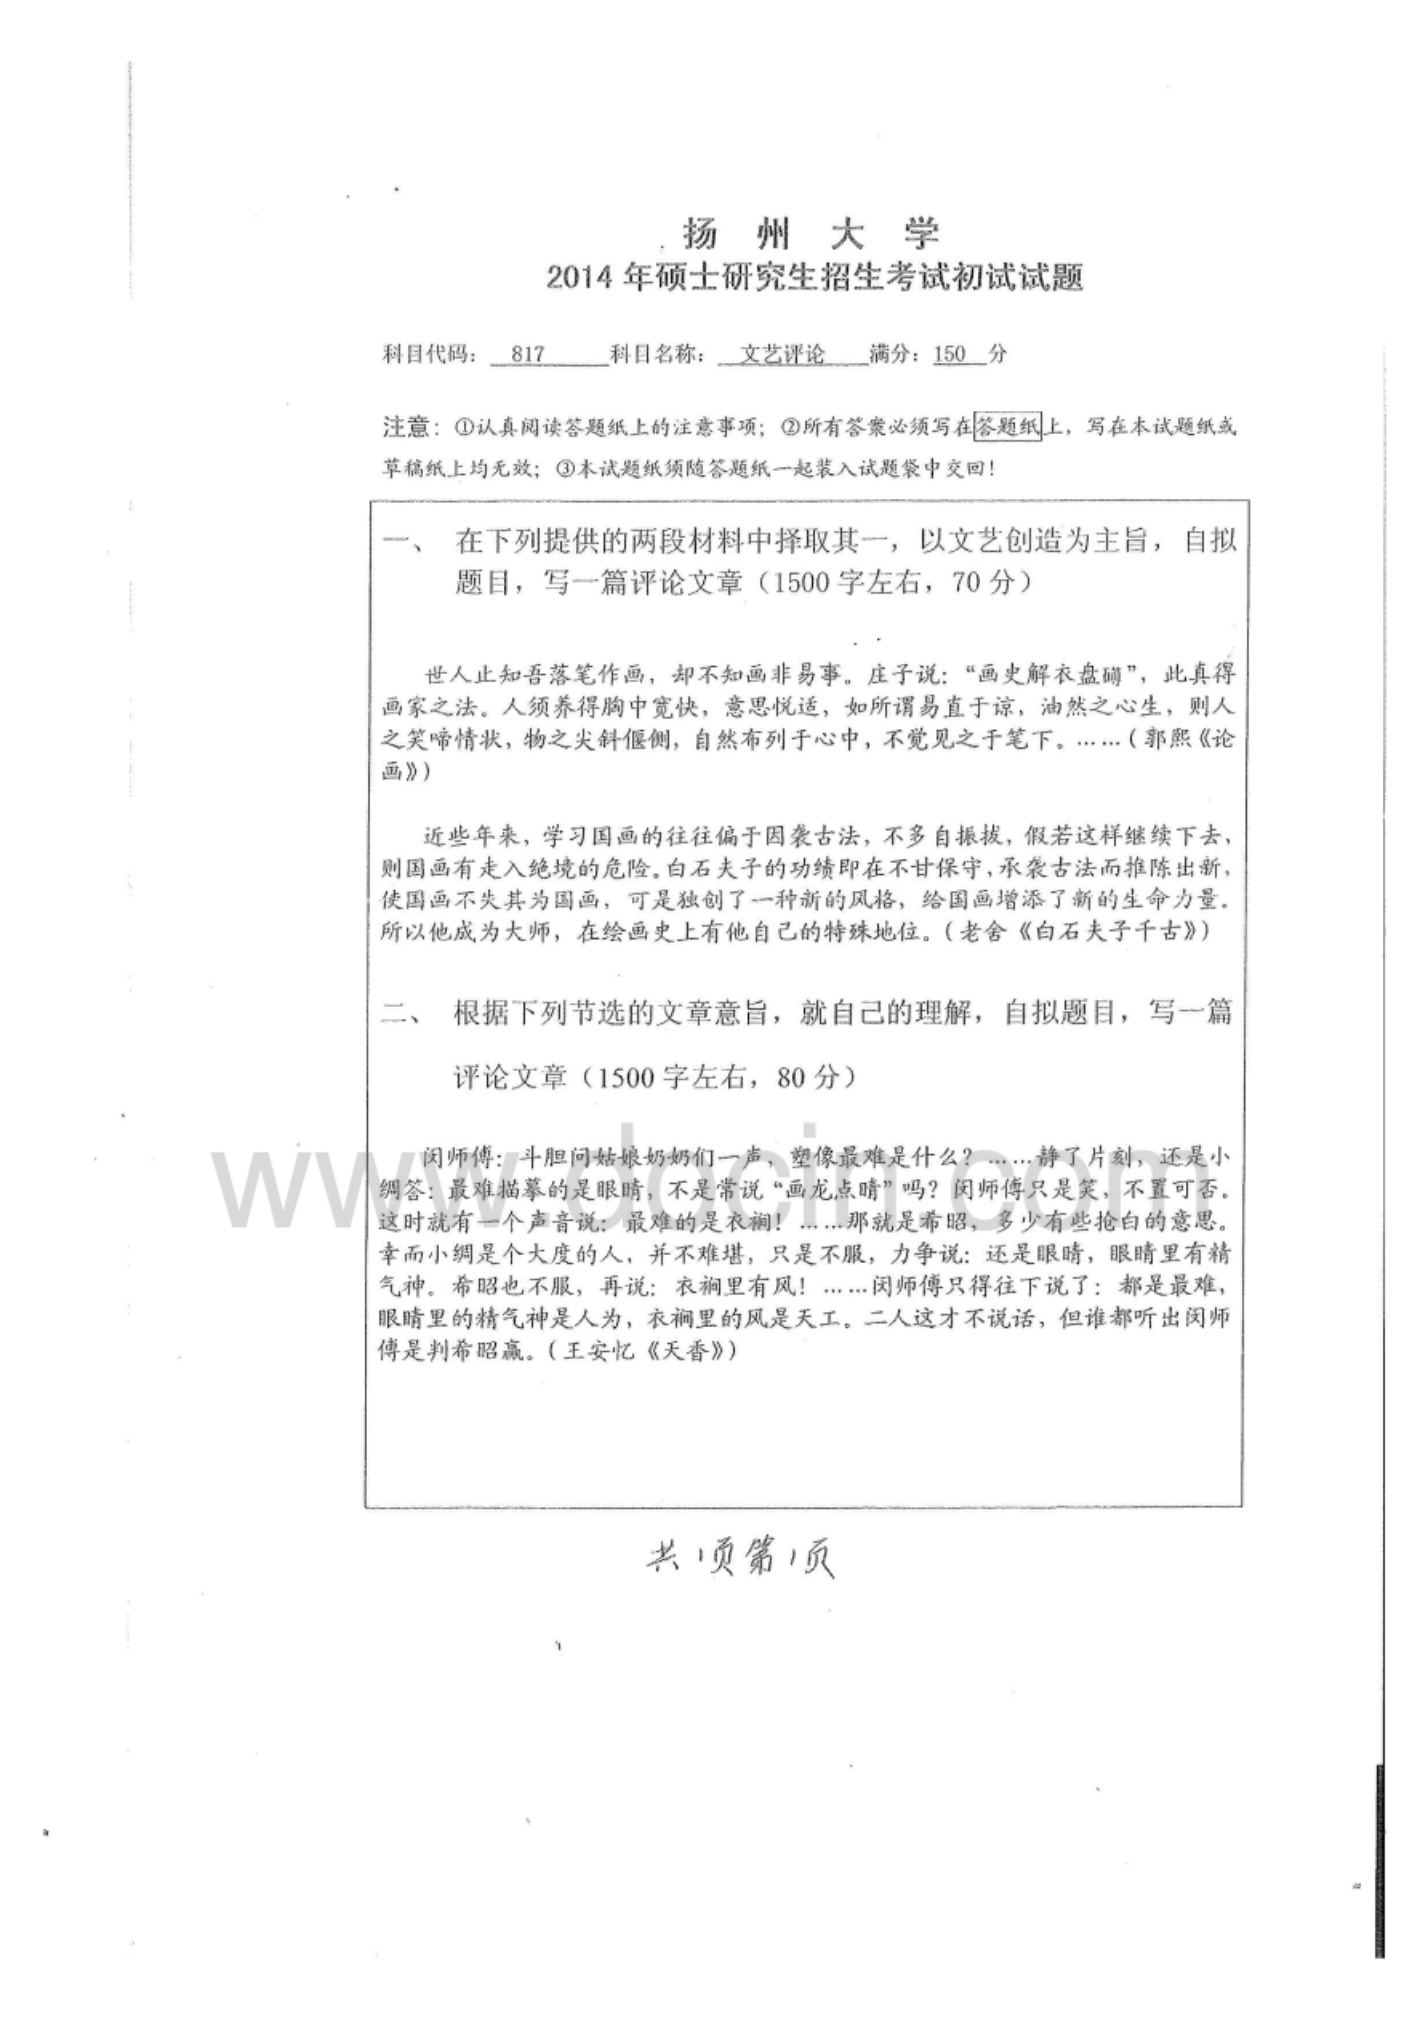 扬 州 大 学
2014 年硕士研究生招生考试初试试题
科目代码: 817 科目名称: 文艺评论 满分: 150 分
注意: ①认真阅读答题纸上的注意事项; ②所有答案必须写在答题纸上, 写在本试题纸或
草稿纸上均无效; ③本试题纸须随答题纸一起装入试题袋中交回!
一、 在下列提供的两段材料中择取其一, 以文艺创造为主旨, 自拟
题目, 写一篇评论文章 (1500 字左右, 70 分)
世人止知吾落笔作画, 却不知画非易事。庄子说: “画史解衣盘礴”, 此真得
画家之法。人须养得胸中宽快, 意思悦适, 如所谓易直于谅, 油然之心生, 则人
之笑啼情状, 物之尖斜偃侧, 自然布列于心中, 不觉见之于笔下。……(郭熙《论
画》)
近些年来, 学习国画的往往偏于因袭古法, 不多自振拔, 假若这样继续下去,
则国画有走入绝境的危险。白石夫子的功绩即在不甘保守, 承袭古法而推陈出新,
使国画不失其为国画, 可是独创了一种新的风格, 给国画增添了新的生命力量。
所以他成为大师, 在绘画史上有他自己的特殊地位。(老舍《白石夫子千古》)
二、 根据下列节选的文章意旨, 就自己的理解, 自拟题目, 写一篇
评论文章 (1500 字左右, 80 分)
闵师傅: 斗胆问姑娘奶奶们一声, 塑像最难是什么? ……静了片刻, 还是小
绸答: 最难描摹的是眼睛, 不是常说“画龙点睛”吗? 闵师傅只是笑, 不置可否。
这时就有一个声音说: 最难的是衣裥! ……那就是希昭, 多少有些抢白的意思。
幸而小绸是个大度的人, 并不难堪, 只是不服, 力争说: 还是眼睛, 眼睛里有精
气神。希昭也不服, 再说: 衣裥里有风! ……闵师傅只得往下说了: 都是最难,
眼睛里的精气神是人为, 衣裥里的风是天工。二人这才不说话, 但谁都听出闵师
傅是判希昭赢。(王安忆《天香》)
www.docin.com
共1页第1页